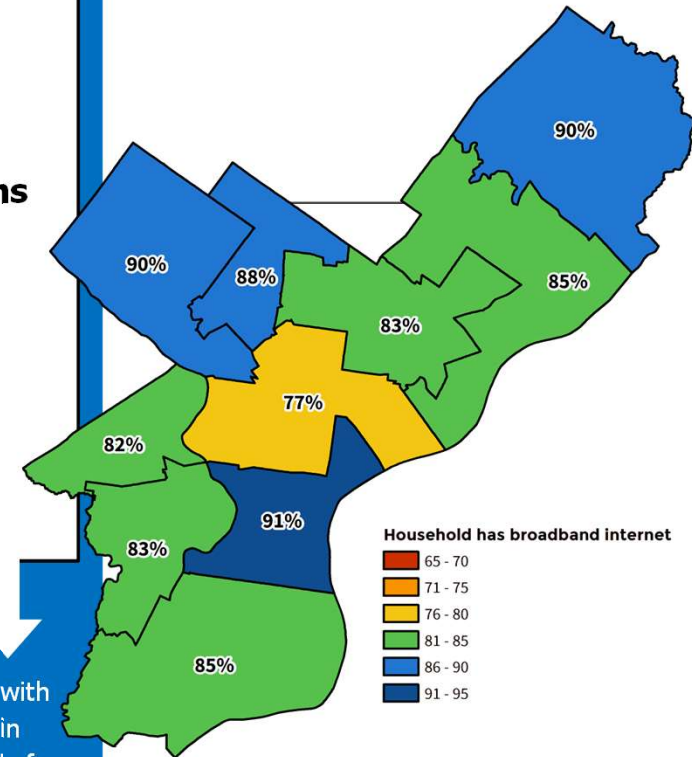 90%
90%
88%
85%
83%
77%
82%
91%
83%
85%
Household has broadband internet
65 - 70
71 - 75
76 - 80
81 - 85
86 - 90
91 - 95
with
in